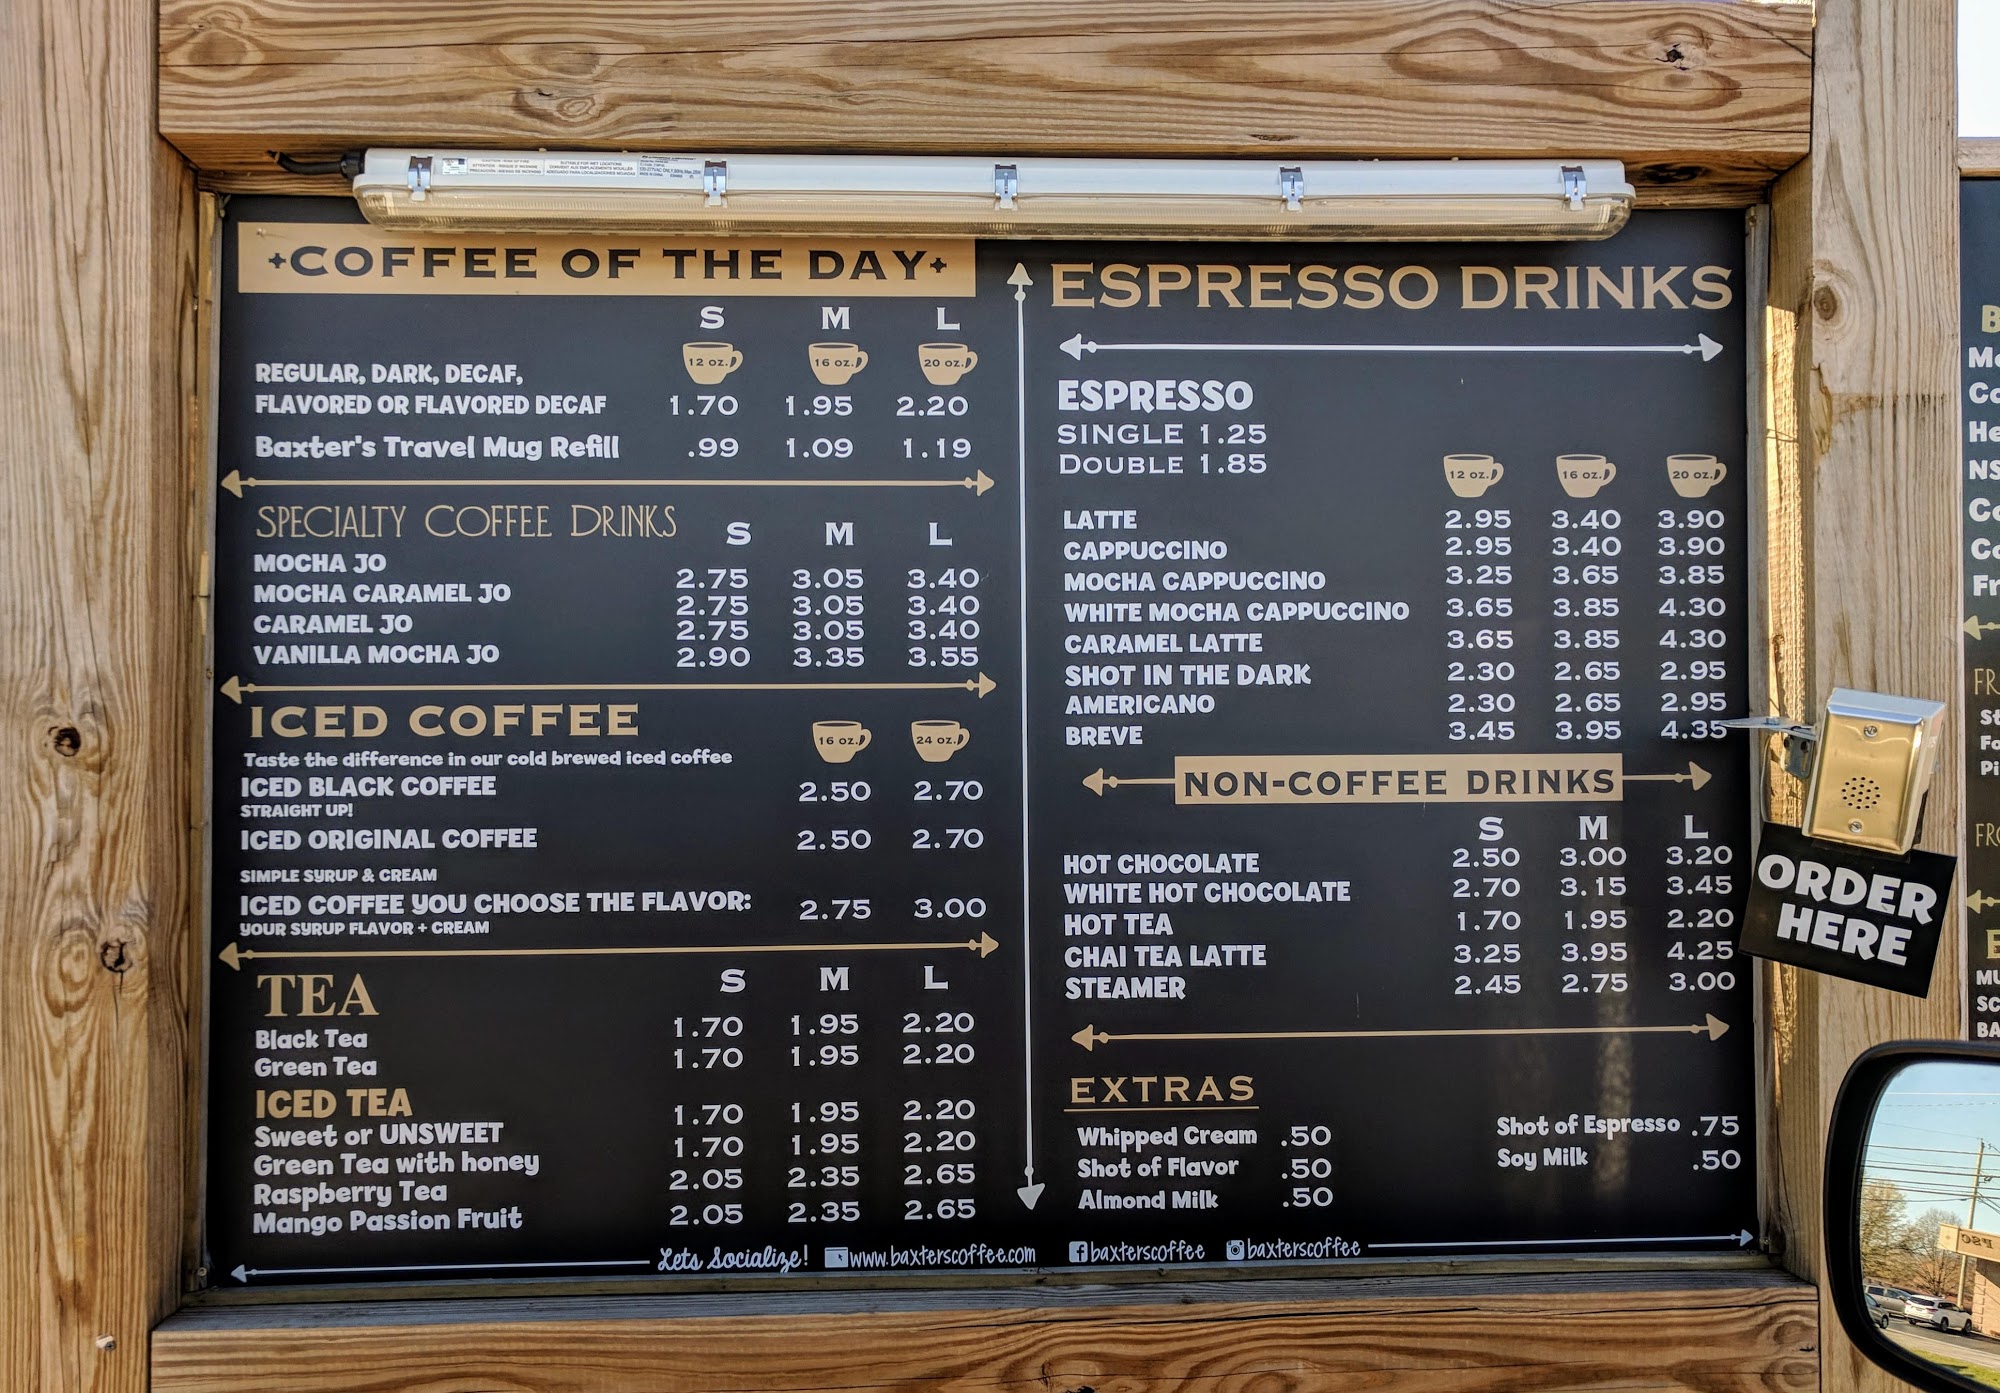 COFFEE OF THE DAY
S M L
12 oz. 16 oz. 20 oz.
REGULAR, DARK, DECAF,
FLAVORED OR FLAVORED DECAF 1.70 1.95 2.20
Baxter's Travel Mug Refill .99 1.09 1.19
SPECIALTY COFFEE DRINKS S M L
MOCHA JO 2.75 3.05 3.40
MOCHA CARAMEL JO 2.75 3.05 3.40
CARAMEL JO 2.75 3.05 3.40
VANILLA MOCHA JO 2.90 3.35 3.55
ICED COFFEE 16 oz. 24 oz.
Taste the difference in our cold brewed iced coffee
ICED BLACK COFFEE 2.50 2.70
STRAIGHT UP!
ICED ORIGINAL COFFEE 2.50 2.70
SIMPLE SYRUP & CREAM
ICED COFFEE YOU CHOOSE THE FLAVOR: 2.75 3.00
YOUR SYRUP FLAVOR + CREAM
TEA S M L
Black Tea 1.70 1.95 2.20
Green Tea 1.70 1.95 2.20
ICED TEA
Sweet or UNSWEET 1.70 1.95 2.20
Green Tea with honey 1.70 1.95 2.20
Raspberry Tea 2.05 2.35 2.65
Mango Passion Fruit 2.05 2.35 2.65
ESPRESSO DRINKS
ESPRESSO
SINGLE 1.25
DOUBLE 1.85
12 oz. 16 oz. 20 oz.
LATTE 2.95 3.40 3.90
CAPPUCCINO 2.95 3.40 3.90
MOCHA CAPPUCCINO 3.25 3.65 3.85
WHITE MOCHA CAPPUCCINO 3.65 3.85 4.30
CARAMEL LATTE 3.65 3.85 4.30
SHOT IN THE DARK 2.30 2.65 2.95
AMERICANO 2.30 2.65 2.95
BREVE 3.45 3.95 4.35
NON-COFFEE DRINKS
S M L
HOT CHOCOLATE 2.50 3.00 3.20
WHITE HOT CHOCOLATE 2.70 3.15 3.45
HOT TEA 1.70 1.95 2.20
CHAI TEA LATTE 3.25 3.95 4.25
STEAMER 2.45 2.75 3.00
EXTRAS
Whipped Cream .50 Shot of Espresso .75
Shot of Flavor .50 Soy Milk .50
Almond Milk .50
Lets Socialize! www.baxterscoffee.com baxterscoffee baxterscoffee
ORDER
HERE